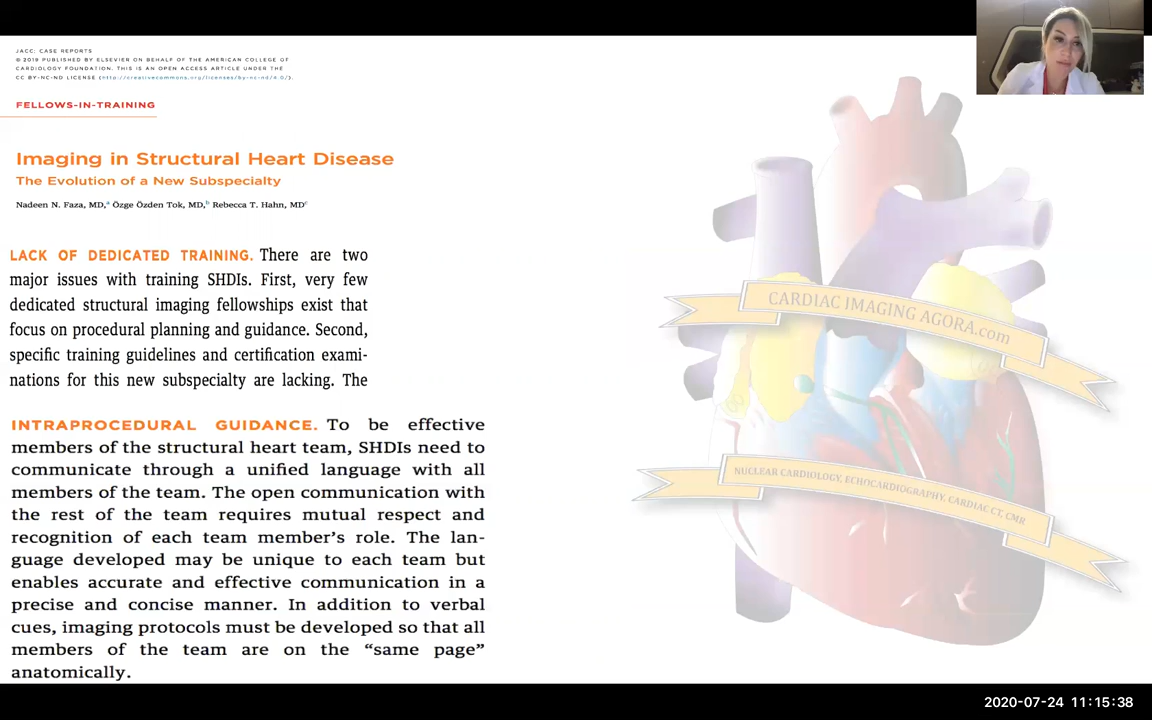 JACC: CASE REPORTS
© 2019 PUBLISHED BY ELSEVIER ON BEHALF OF THE AMERICAN COLLEGE OF
CARDIOLOGY FOUNDATION. THIS IS AN OPEN ACCESS ARTICLE UNDER THE
CC BY-NC-ND LICENSE (http://creativecommons.org/licenses/by-nc-nd/4.0/).
FELLOWS-IN-TRAINING
Imaging in Structural Heart Disease
The Evolution of a New Subspecialty
Nadeen N. Faza, MD,a Özge Özden Tok, MD,b Rebecca T. Hahn, MDc
LACK OF DEDICATED TRAINING. There are two
major issues with training SHDIs. First, very few
dedicated structural imaging fellowships exist that
focus on procedural planning and guidance. Second,
specific training guidelines and certification exami-
nations for this new subspecialty are lacking. The
INTRAPROCEDURAL GUIDANCE. To be effective
members of the structural heart team, SHDIs need to
communicate through a unified language with all
members of the team. The open communication with
the rest of the team requires mutual respect and
recognition of each team member's role. The lan-
guage developed may be unique to each team but
enables accurate and effective communication in a
precise and concise manner. In addition to verbal
cues, imaging protocols must be developed so that all
members of the team are on the “same page”
anatomically.
CARDIAC IMAGING AGORA.com
NUCLEAR CARDIOLOGY, ECHOCARDIOGRAPHY, CARDIAC CT, CMR
2020-07-24 11:15:38